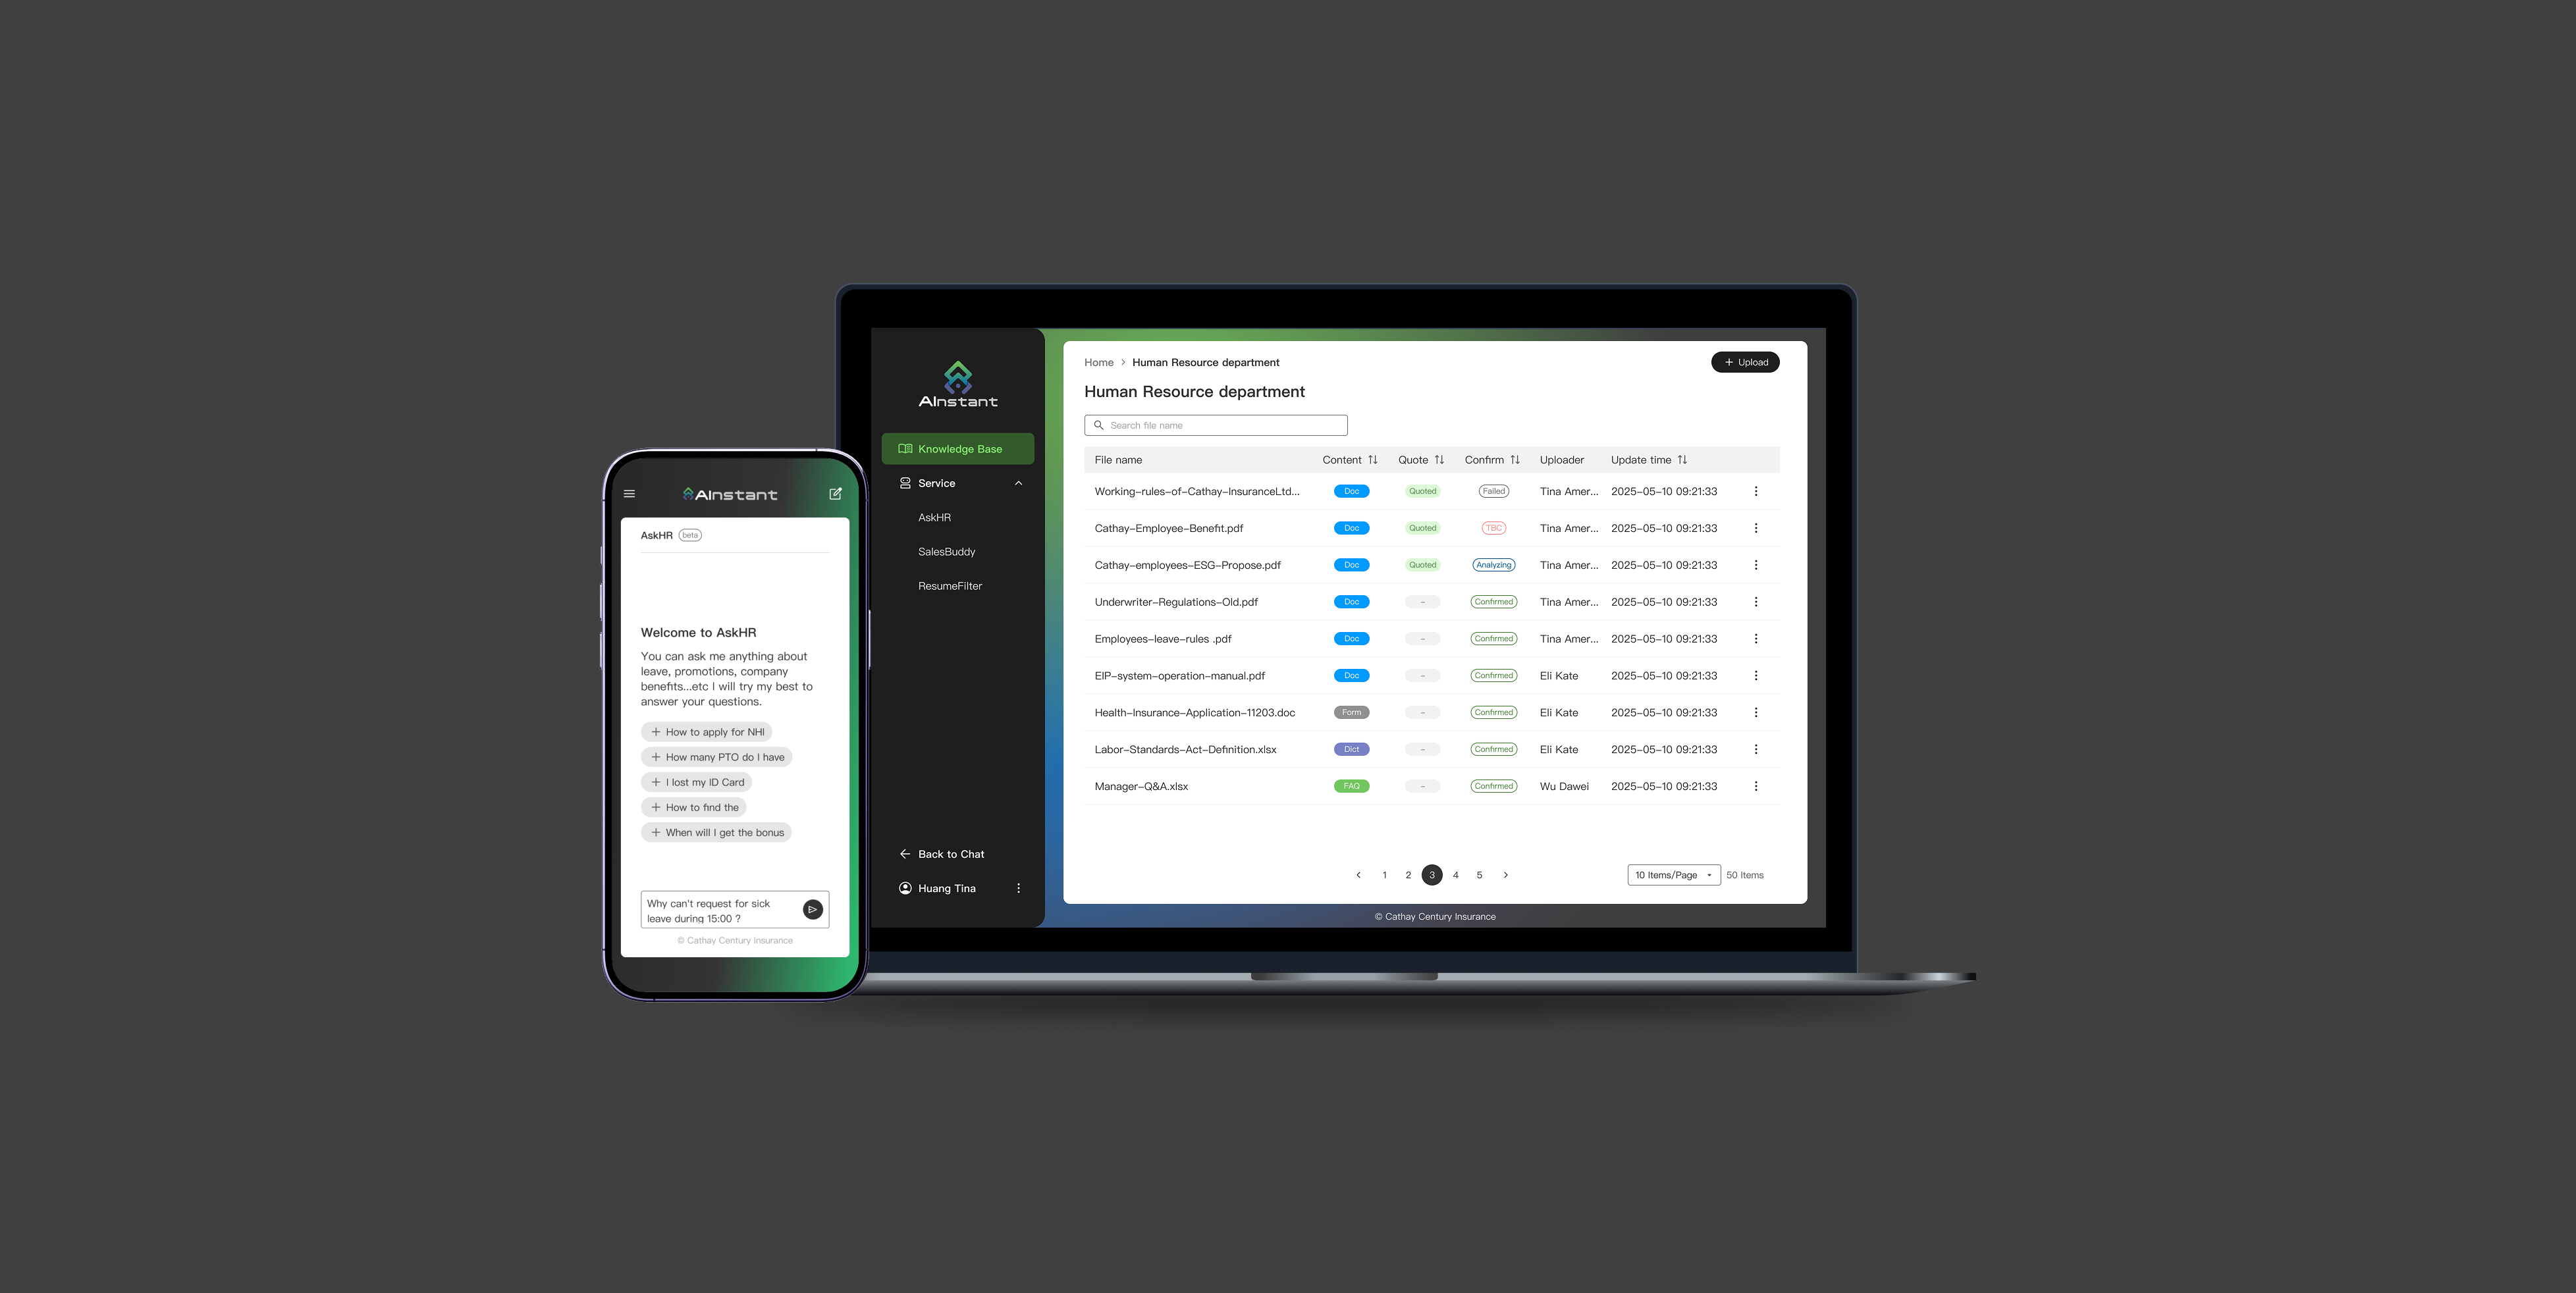 AInstant
AskHR beta
Welcome to AskHR
You can ask me anything about
leave, promotions, company
benefits...etc I will try my best to
answer your questions.
+ How to apply for NHI
+ How many PTO do I have
+ I lost my ID Card
+ How to find the
+ When will I get the bonus
Why can't request for sick
leave during 15:00 ?
© Cathay Century insurance
AInstant
Knowledge Base
Service
AskHR
SalesBuddy
ResumeFilter
Back to Chat
Huang Tina
Home > Human Resource department
+ Upload
Human Resource department
Search file name
File name Content Quote Confirm Uploader Update time
Working-rules-of-Cathay-InsuranceLtd... Doc Quoted Failed Tina Amer... 2025-05-10 09:21:33
Cathay-Employee-Benefit.pdf Doc Quoted TBC Tina Amer... 2025-05-10 09:21:33
Cathay-employees-ESG-Propose.pdf Doc Quoted Analyzing Tina Amer... 2025-05-10 09:21:33
Underwriter-Regulations-Old.pdf Doc - Confirmed Tina Amer... 2025-05-10 09:21:33
Employees-leave-rules .pdf Doc - Confirmed Tina Amer... 2025-05-10 09:21:33
EIP-system-operation-manual.pdf Doc - Confirmed Eli Kate 2025-05-10 09:21:33
Health-Insurance-Application-11203.doc Form - Confirmed Eli Kate 2025-05-10 09:21:33
Labor-Standards-Act-Definition.xlsx Dict - Confirmed Eli Kate 2025-05-10 09:21:33
Manager-Q&A.xlsx FAQ - Confirmed Wu Dawei 2025-05-10 09:21:33
< 1 2 3 4 5 > 10 Items/Page 50 Items
© Cathay Century Insurance